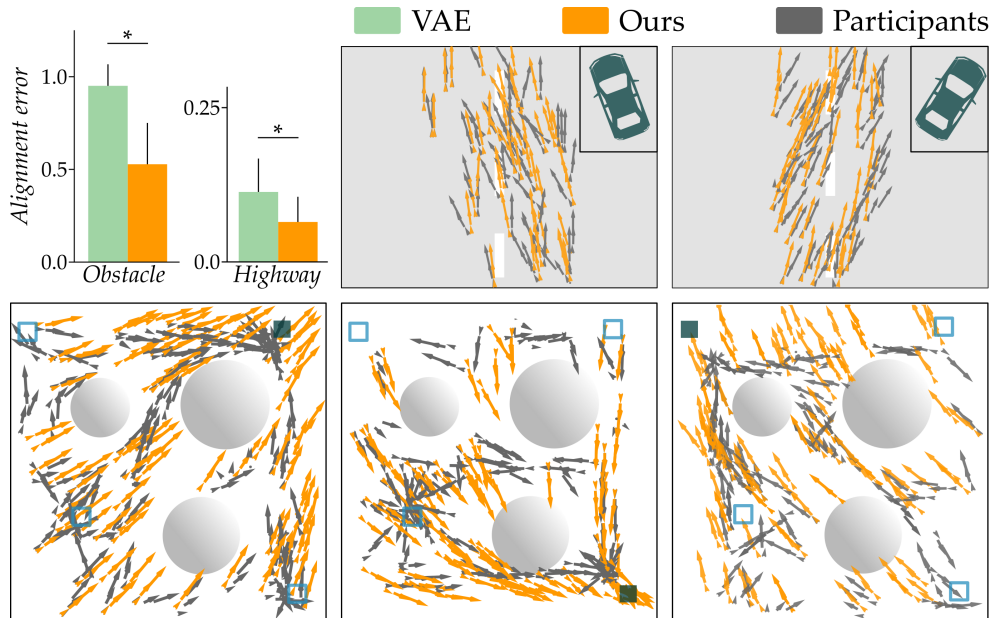 VAE
Ours
Participants
Alignment error
1.0
0.5
0.0
*
Obstacle
0.25
0.0
*
Highway